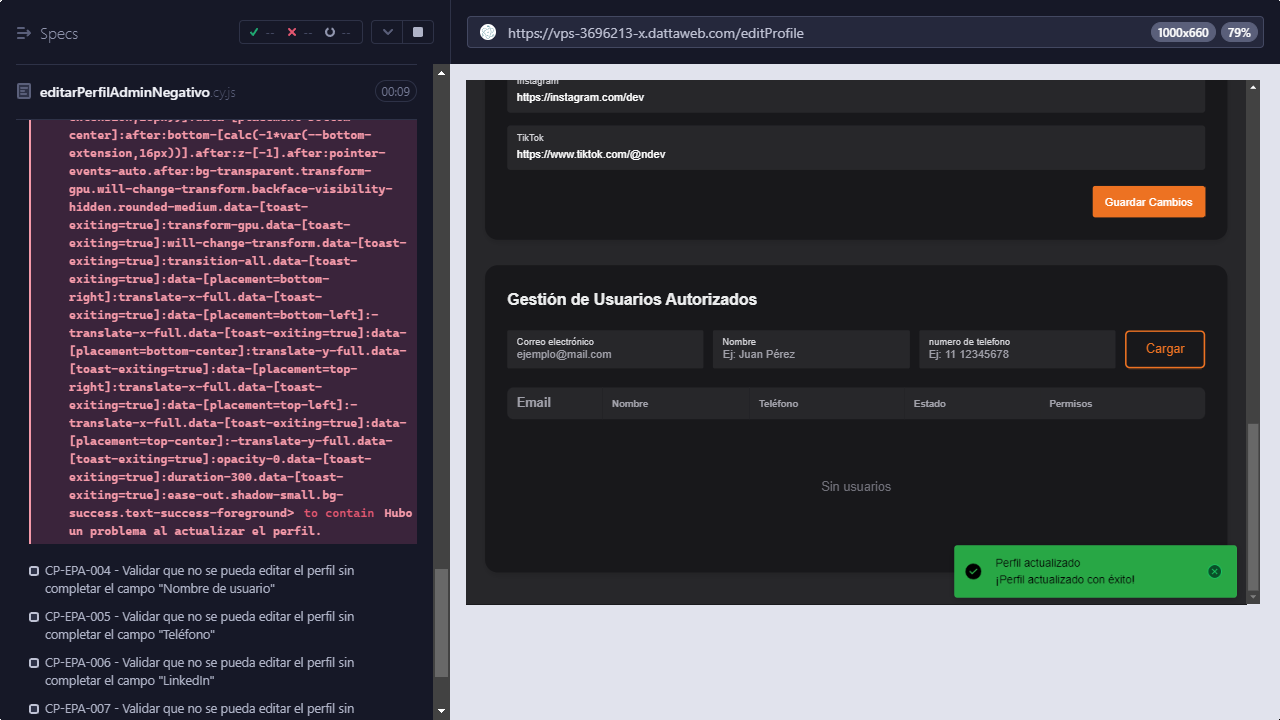 Specs
--
--
--
https://vps-3696213-x.dattaweb.com/editProfile
1000x660
79%
editarPerfilAdminNegativo.cy.js
00:09
extension,16px))].data-[placement=bottom-
center]:after:bottom-[calc(-1*var(--bottom-
extension,16px))].after:z-[-1].after:pointer-
events-auto.after:bg-transparent.transform-
gpu.will-change-transform.backface-visibility-
hidden.rounded-medium.data-[toast-
exiting=true]:transform-gpu.data-[toast-
exiting=true]:will-change-transform.data-[toast-
exiting=true]:transition-all.data-[toast-
exiting=true]:data-[placement=bottom-
right]:translate-x-full.data-[toast-
exiting=true]:data-[placement=bottom-left]:-
translate-x-full.data-[toast-exiting=true]:data-
[placement=bottom-center]:translate-y-full.data-
[toast-exiting=true]:data-[placement=top-
right]:translate-x-full.data-[toast-
exiting=true]:data-[placement=top-left]:-
translate-x-full.data-[toast-exiting=true]:data-
[placement=top-center]:-translate-y-full.data-
[toast-exiting=true]:opacity-0.data-[toast-
exiting=true]:duration-300.data-[toast-
exiting=true]:ease-out.shadow-small.bg-
success.text-success-foreground> to contain Hubo
un problema al actualizar el perfil.
CP-EPA-004 - Validar que no se pueda editar el perfil sin
completar el campo "Nombre de usuario"
CP-EPA-005 - Validar que no se pueda editar el perfil sin
completar el campo "Teléfono"
CP-EPA-006 - Validar que no se pueda editar el perfil sin
completar el campo "LinkedIn"
CP-EPA-007 - Validar que no se pueda editar el perfil sin
Instagram
https://instagram.com/dev
TikTok
https://www.tiktok.com/@ndev
Guardar Cambios
Gestión de Usuarios Autorizados
Correo electrónico
ejemplo@mail.com
Nombre
Ej: Juan Pérez
numero de telefono
Ej: 11 12345678
Cargar
Email
Nombre
Teléfono
Estado
Permisos
Sin usuarios
Perfil actualizado
¡Perfil actualizado con éxito!